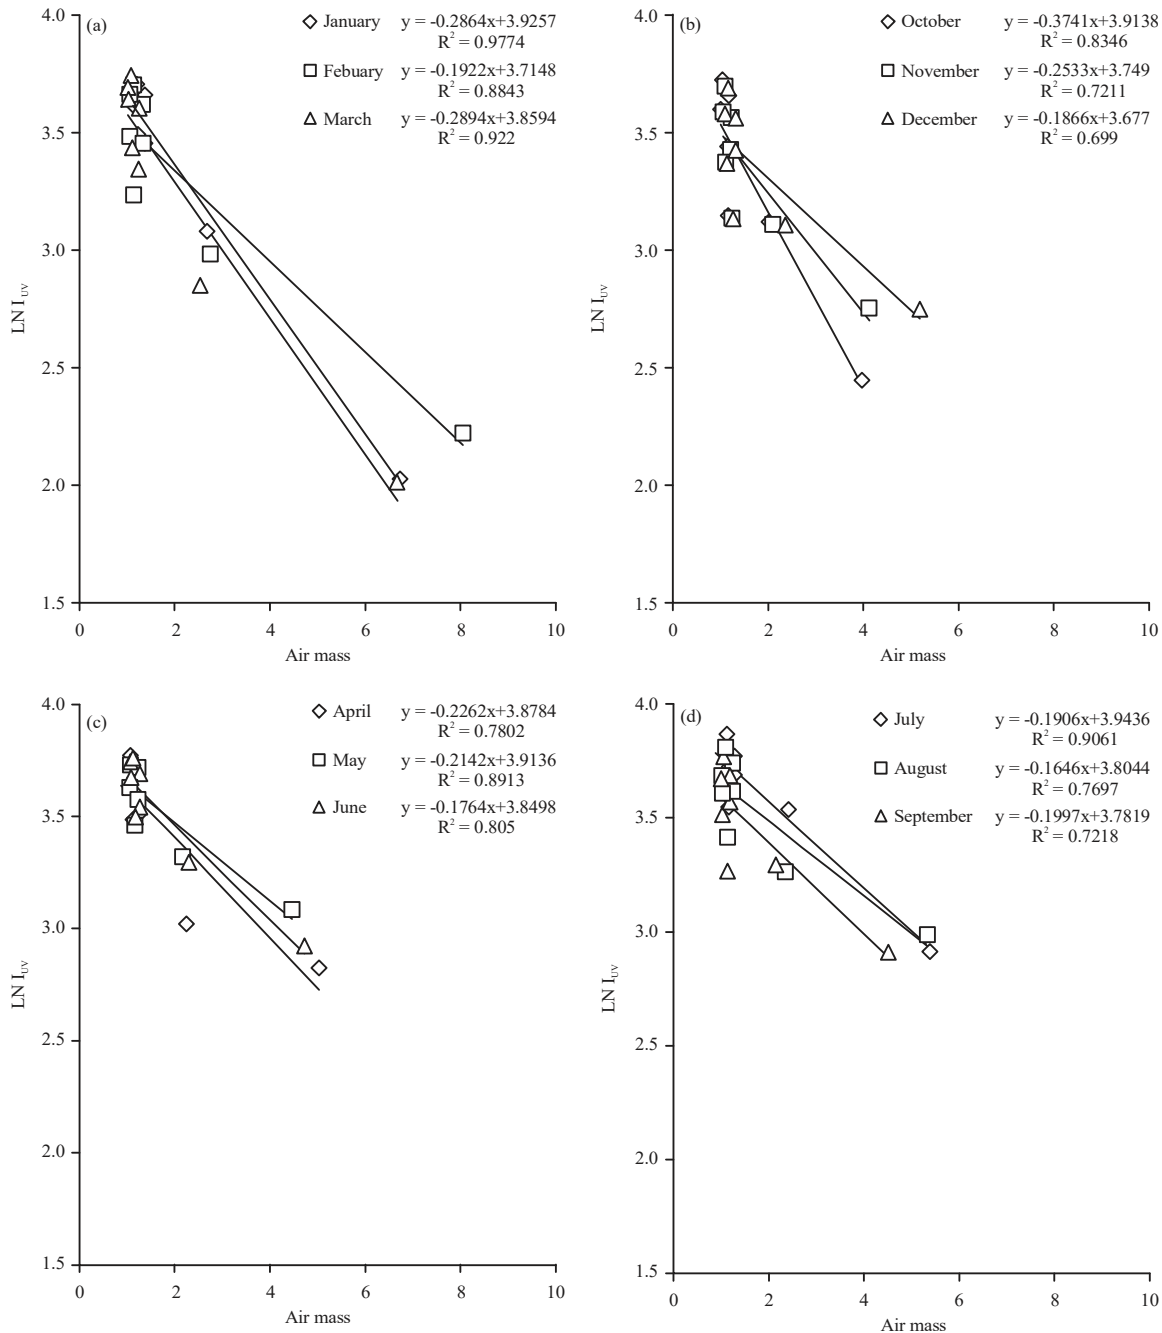 (a)
January y = -0.2864x+3.9257
R² = 0.9774
Febuary y = -0.1922x+3.7148
R² = 0.8843
March y = -0.2894x+3.8594
R² = 0.922
4.0
3.5
3.0
2.5
2.0
1.5
LN I_UV
0 2 4 6 8 10
Air mass
(b)
October y = -0.3741x+3.9138
R² = 0.8346
November y = -0.2533x+3.749
R² = 0.7211
December y = -0.1866x+3.677
R² = 0.699
4.0
3.5
3.0
2.5
2.0
1.5
LN I_UV
0 2 4 6 8 10
Air mass
(c)
April y = -0.2262x+3.8784
R² = 0.7802
May y = -0.2142x+3.9136
R² = 0.8913
June y = -0.1764x+3.8498
R² = 0.805
4.0
3.5
3.0
2.5
2.0
1.5
LN I_UV
0 2 4 6 8 10
Air mass
(d)
July y = -0.1906x+3.9436
R² = 0.9061
August y = -0.1646x+3.8044
R² = 0.7697
September y = -0.1997x+3.7819
R² = 0.7218
4.0
3.5
3.0
2.5
2.0
1.5
LN I_UV
0 2 4 6 8 10
Air mass